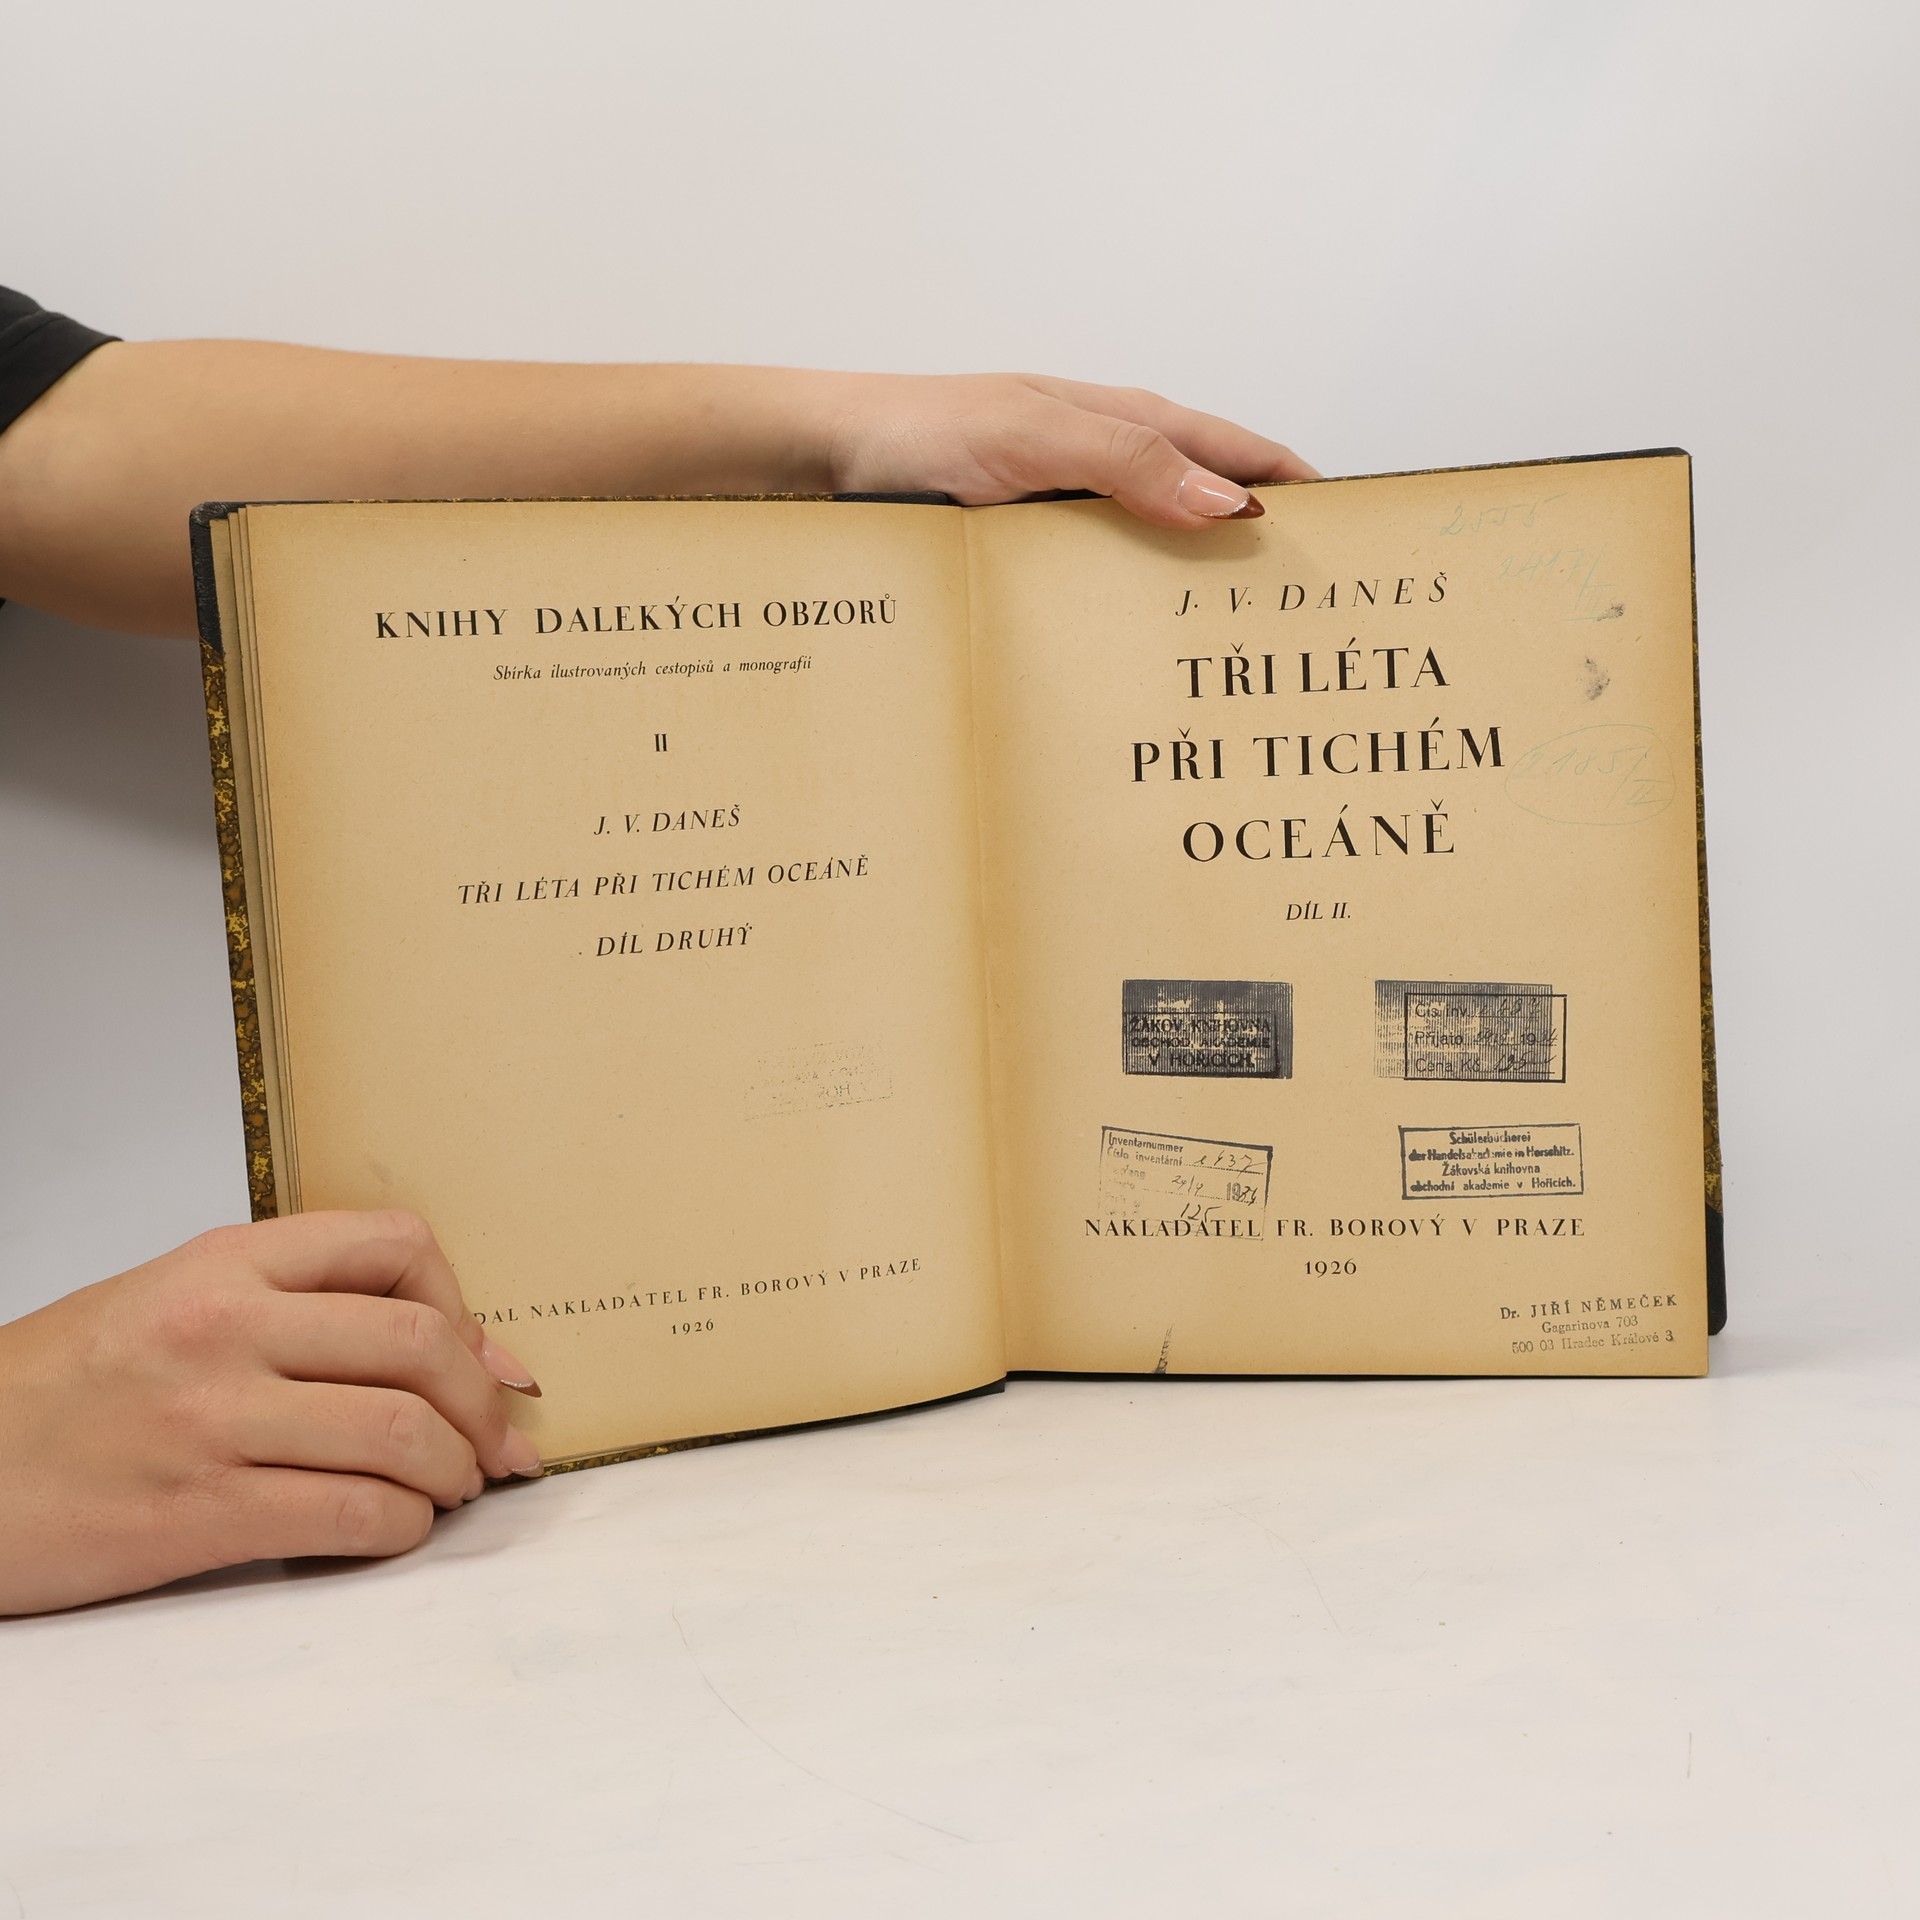 KNIHY DALEKÝCH OBZORŮ
Sbírka ilustrovaných cestopisů a monografií
II
J. V. DANEŠ
TŘI LÉTA PŘI TICHÉM OCEÁNĚ
DÍL DRUHÝ
DAL NAKLADATEL FR. BOROVÝ V PRAZE
1926
2555
J. V. DANEŠ
TŘI LÉTA
PŘI TICHÉM
OCEÁNĚ
DÍL II.
ŽÁKOV. KNIHOVNA
OBCHOD. AKADEMIE
V HOŘICÍCH.
Čís. inv.
Přijato 19
Cena Kč
Inventarnummer
Číslo inventární
125
Schülerbücherei
der Handelsakademie in Horschitz.
Žákovská knihovna
obchodní akademie v Hořicích.
NAKLADATEL FR. BOROVÝ V PRAZE
1926
Dr. JIŘÍ NĚMEČEK
Gagarinova 703
500 03 Hradec Králové 3